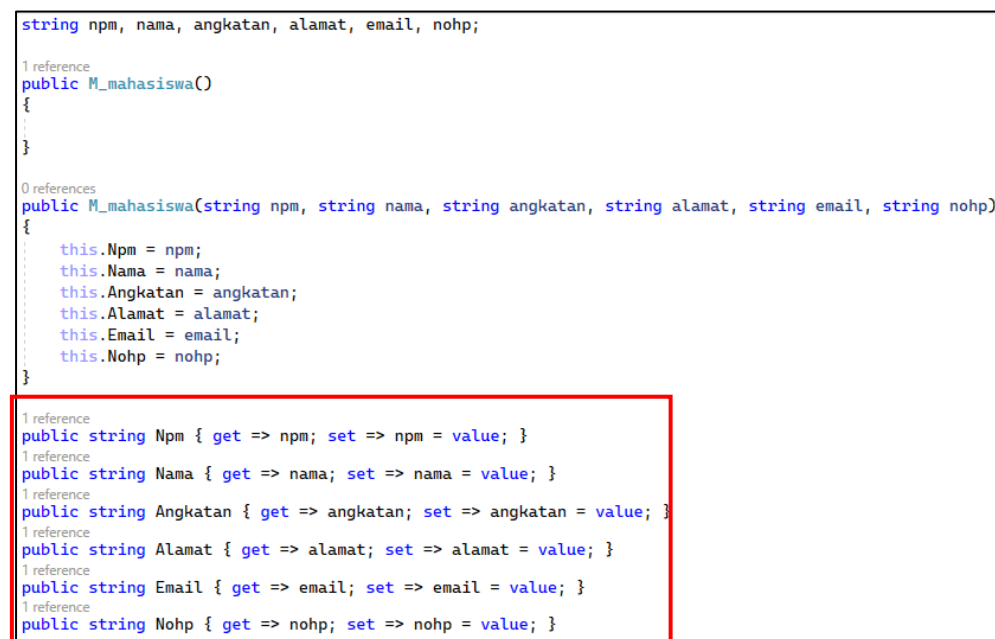 string npm, nama, angkatan, alamat, email, nohp;
1 reference
public M_mahasiswa()
{
}
0 references
public M_mahasiswa(string npm, string nama, string angkatan, string alamat, string email, string nohp)
{
this.Npm = npm;
this.Nama = nama;
this.Angkatan = angkatan;
this.Alamat = alamat;
this.Email = email;
this.Nohp = nohp;
}
1 reference
public string Npm { get => npm; set => npm = value; }
1 reference
public string Nama { get => nama; set => nama = value; }
1 reference
public string Angkatan { get => angkatan; set => angkatan = value; }
1 reference
public string Alamat { get => alamat; set => alamat = value; }
1 reference
public string Email { get => email; set => email = value; }
1 reference
public string Nohp { get => nohp; set => nohp = value; }